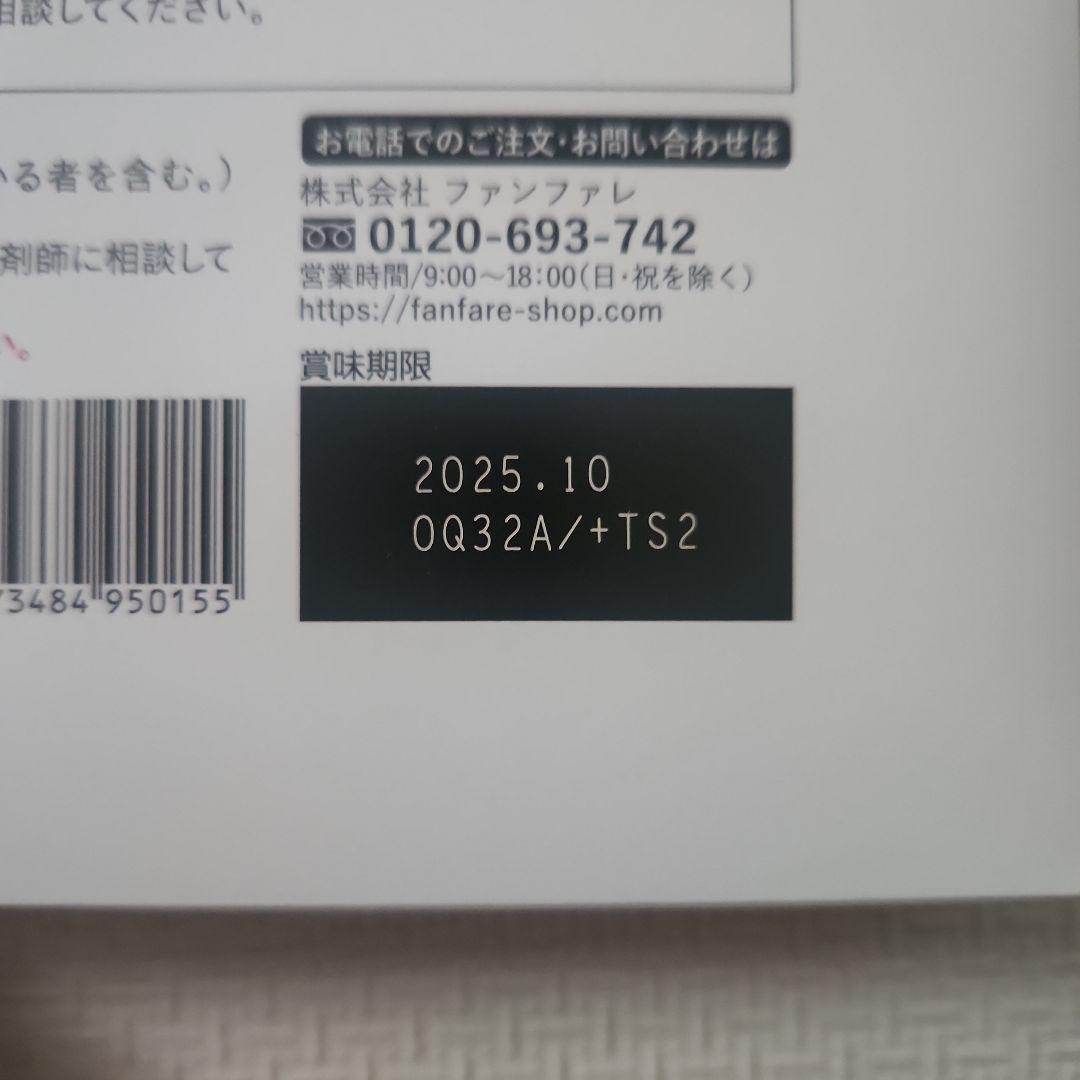 相談してください。
いる者を含む。)
剤師に相談して
い。
お電話でのご注文・お問い合わせは
株式会社 ファンファレ
0120-693-742
営業時間/9:00～18:00(日・祝を除く)
https://fanfare-shop.com
賞味期限
2025.10
0Q32A/+TS2
73484 950155